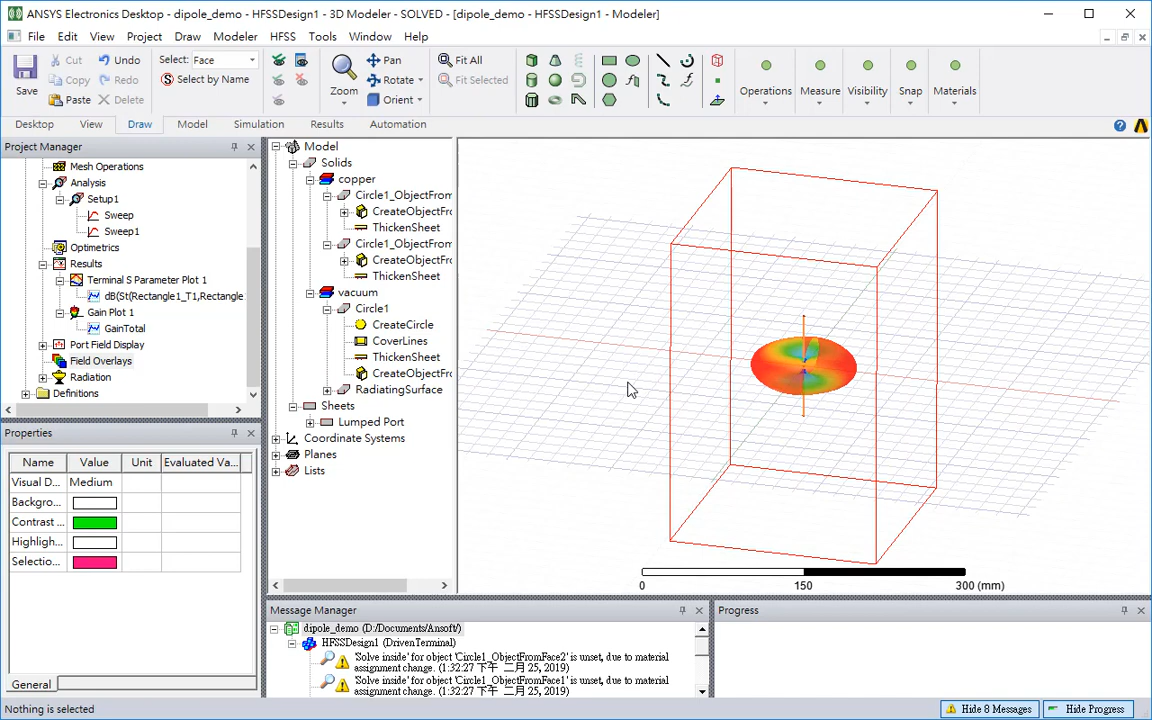 ANSYS Electronics Desktop - dipole_demo - HFSSDesign1 - 3D Modeler - SOLVED - [dipole_demo - HFSSDesign1 - Modeler]
File Edit View Project Draw Modeler HFSS Tools Window Help
Save
Cut
Copy
Paste
Undo
Redo
Delete
Select: Face
Select by Name
Zoom
Pan
Rotate
Orient
Fit All
Fit Selected
Operations
Measure
Visibility
Snap
Materials
Desktop View Draw Model Simulation Results Automation
Project Manager
Mesh Operations
Analysis
Setup1
Sweep
Sweep1
Optimetrics
Results
Terminal S Parameter Plot 1
dB(St(Rectangle1_T1,Rectangle
Gain Plot 1
GainTotal
Port Field Display
Field Overlays
Radiation
Definitions
Properties
Name Value Unit Evaluated Va...
Visual D... Medium
Backgro...
Contrast ...
Highligh...
Selectio...
General
Model
Solids
copper
Circle1_ObjectFrom
CreateObjectFr
ThickenSheet
Circle1_ObjectFrom
CreateObjectFr
ThickenSheet
vacuum
Circle1
CreateCircle
CoverLines
ThickenSheet
CreateObjectFr
RadiatingSurface
Sheets
Lumped Port
Coordinate Systems
Planes
Lists
0 150 300 (mm)
Message Manager
dipole_demo (D:/Documents/Ansoft/)
HFSSDesign1 (DrivenTerminal)
'Solve inside' for object 'Circle1_ObjectFromFace2' is unset, due to material
assignment change. (1:32:27 下午 二月 25, 2019)
'Solve inside' for object 'Circle1_ObjectFromFace1' is unset, due to material
assignment change. (1:32:27 下午 二月 25, 2019)
Progress
Nothing is selected
Hide 8 Messages
Hide Progress